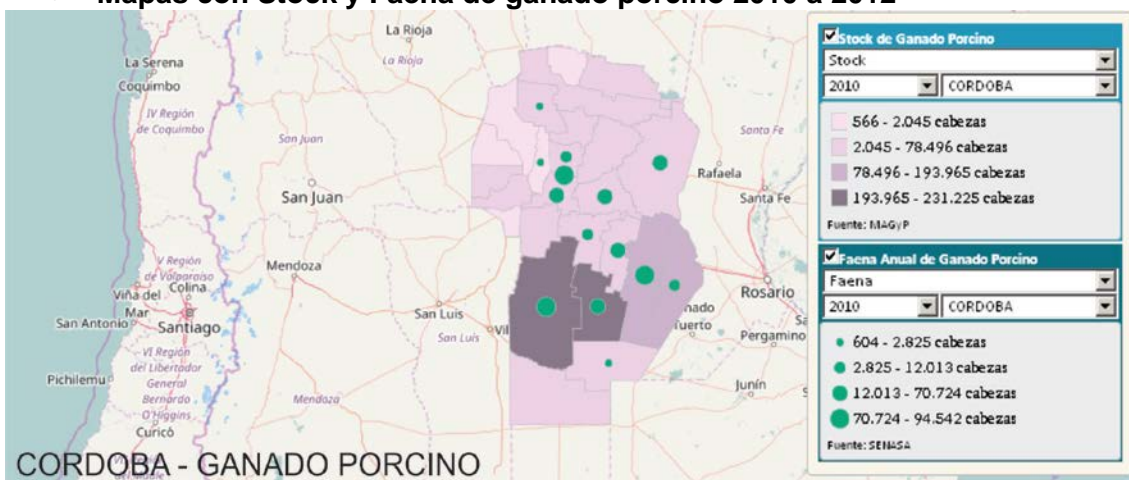 Mapas con Stock y Faena de ganado porcino 2010 a 2012
La Rioja
La Rioja
La Serena
Coquimbo
IV Región
de Coquimbo
San Juan
San Juan
Santa Fe
Rafaela
Santa Fe
V Región
de Valparaíso
Viña del
Mar
Colina
San Antonio
Santiago
Mendoza
San Luis
San Luis
Rosario
Pergamino
VI Región
del Libertador
General
Bernardo
O'Higgins
Pichilemu
Curicó
Mendoza
Junín
CORDOBA - GANADO PORCINO
Stock de Ganado Porcino
Stock
2010 CORDOBA
566 - 2.045 cabezas
2.045 - 78.496 cabezas
78.496 - 193.965 cabezas
193.965 - 231.225 cabezas
Fuente: MAGyP
Faena Anual de Ganado Porcino
Faena
2010 CORDOBA
604 - 2.825 cabezas
2.825 - 12.013 cabezas
12.013 - 70.724 cabezas
70.724 - 94.542 cabezas
Fuente: SENASA